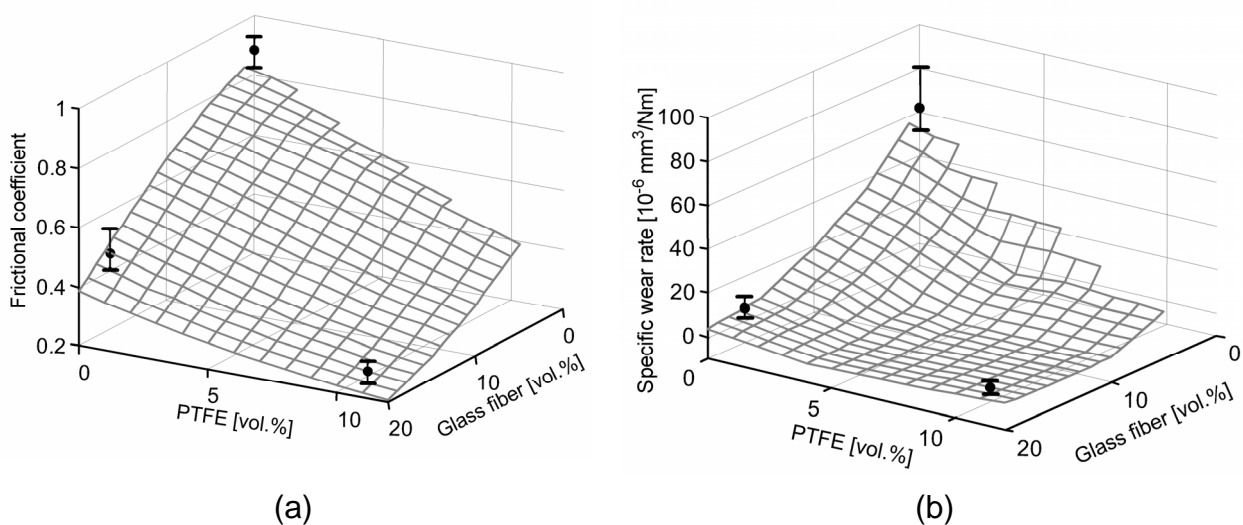 1
0.8
0.6
0.4
0.2
Frictional coefficient
0
5
10
PTFE [vol.%]
20
10
0
Glass fiber [vol.%]
(a)
100
80
60
40
20
0
Specific wear rate [10⁻⁶ mm³/Nm]
0
5
10
PTFE [vol.%]
20
10
0
Glass fiber [vol.%]
(b)